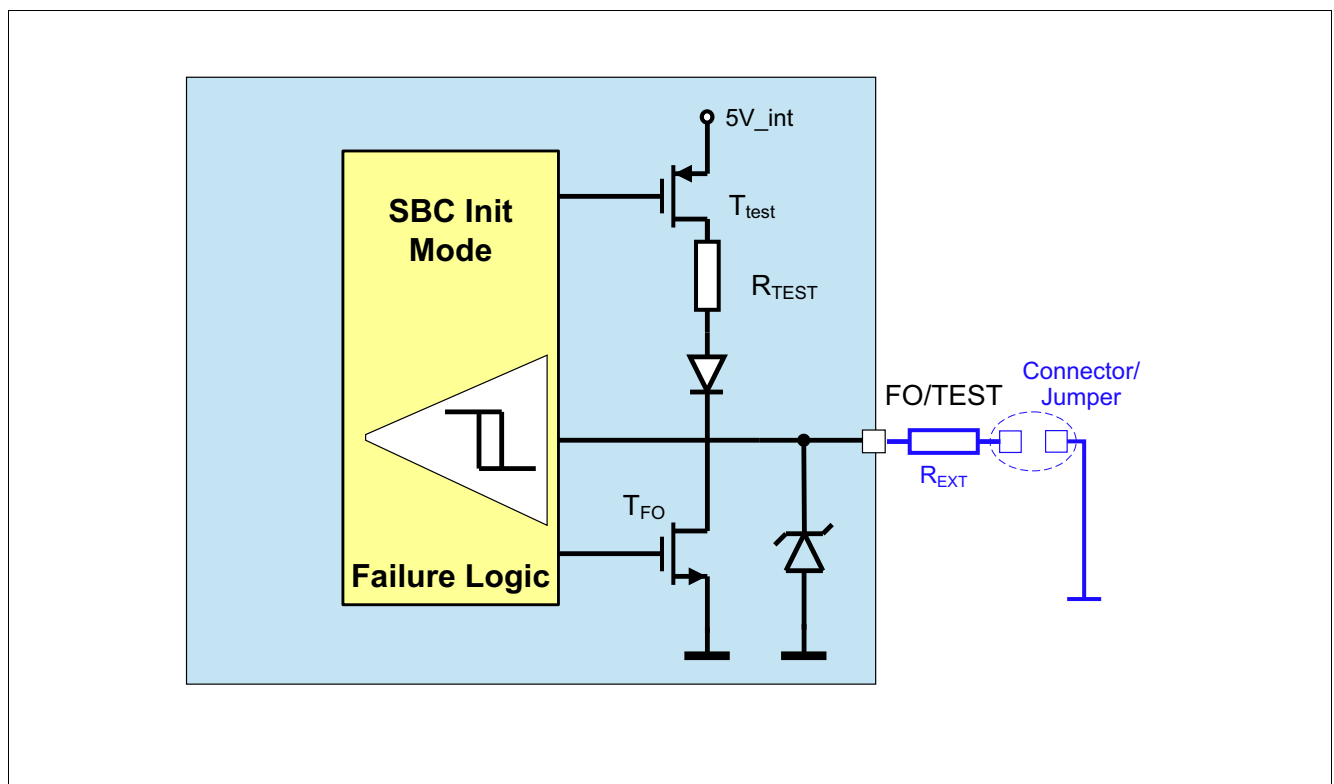 5V_int
SBC Init
Mode
Ttest
RTEST
Connector/
Jumper
FO/TEST
REXT
TFO
Failure Logic